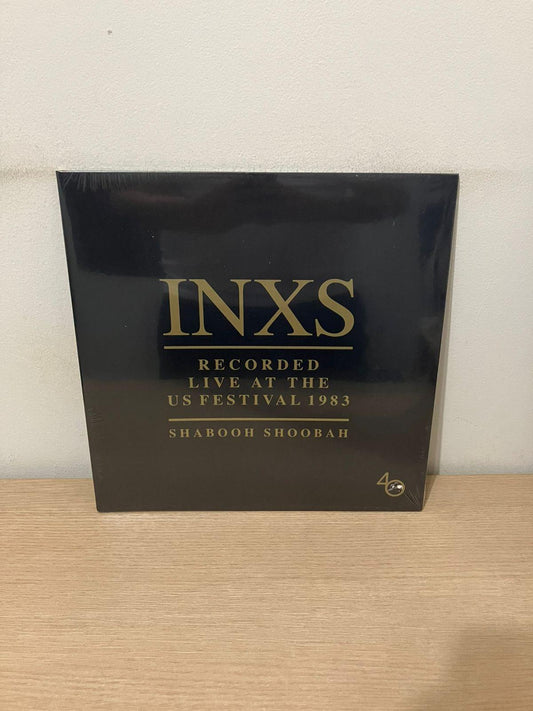 INXS
RECORDED
LIVE AT THE
US FESTIVAL 1983
SHABOOH SHOOBAH
40